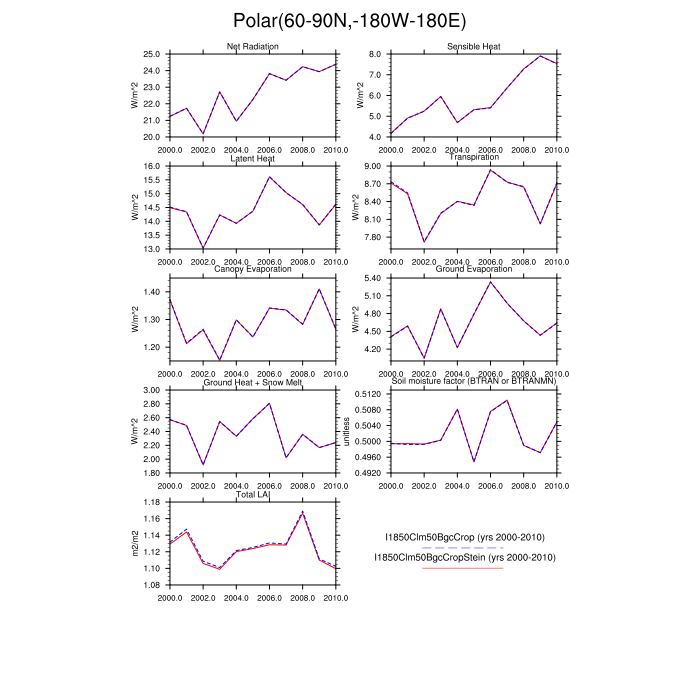 Polar(60-90N,-180W-180E)
Net Radiation
W/m^2
25.0
24.0
23.0
22.0
21.0
20.0
2000.0 2002.0 2004.0 2006.0 2008.0 2010.0
Sensible Heat
W/m^2
8.0
7.0
6.0
5.0
4.0
2000.0 2002.0 2004.0 2006.0 2008.0 2010.0
Latent Heat
W/m^2
16.0
15.5
15.0
14.5
14.0
13.5
13.0
2000.0 2002.0 2004.0 2006.0 2008.0 2010.0
Transpiration
W/m^2
9.00
8.70
8.40
8.10
7.80
2000.0 2002.0 2004.0 2006.0 2008.0 2010.0
Canopy Evaporation
W/m^2
1.40
1.30
1.20
2000.0 2002.0 2004.0 2006.0 2008.0 2010.0
Ground Evaporation
W/m^2
5.40
5.10
4.80
4.50
4.20
2000.0 2002.0 2004.0 2006.0 2008.0 2010.0
Ground Heat + Snow Melt
W/m^2
3.00
2.80
2.60
2.40
2.20
2.00
1.80
2000.0 2002.0 2004.0 2006.0 2008.0 2010.0
Soil moisture factor (BTRAN or BTRANMN)
unitless
0.5120
0.5080
0.5040
0.5000
0.4960
0.4920
2000.0 2002.0 2004.0 2006.0 2008.0 2010.0
Total LAI
m2/m2
1.18
1.16
1.14
1.12
1.10
1.08
2000.0 2002.0 2004.0 2006.0 2008.0 2010.0
I1850Clm50BgcCrop (yrs 2000-2010)
I1850Clm50BgcCropStein (yrs 2000-2010)